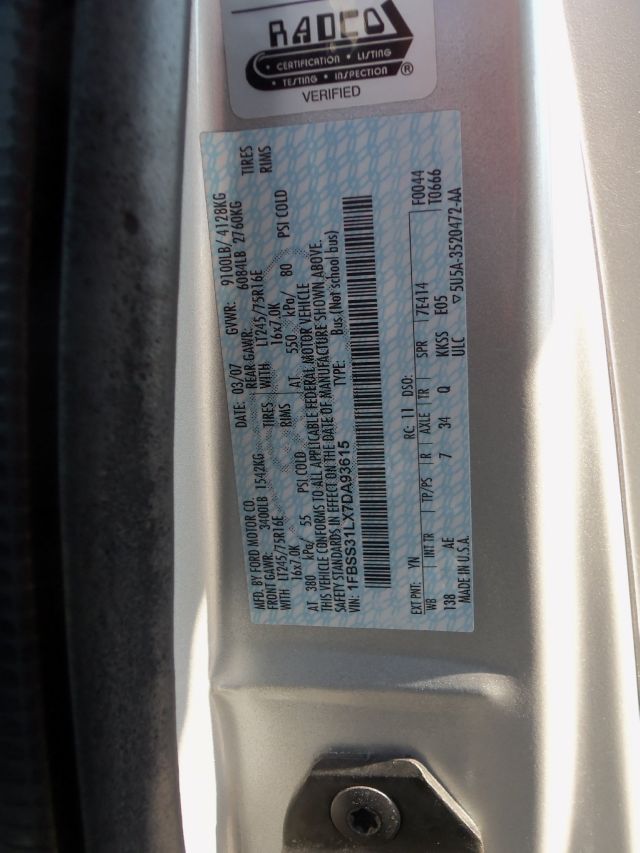 RADCO
• CERTIFICATION • LISTING
• TESTING • INSPECTION ®
VERIFIED
MFD. BY FORD MOTOR CO.
DATE: 03/07 GVWR: 9100LB/ 4128KG
FRONT GAWR: 3400LB 1542KG REAR GAWR: 6084LB 2760KG
WITH LT245/75R16E TIRES WITH LT245/75R16E TIRES
16x7.0K RIMS 16x7.0K RIMS
AT 380 kPa/ 55 PSI COLD AT 550 kPa/ 80 PSI COLD
THIS VEHICLE CONFORMS TO ALL APPLICABLE FEDERAL MOTOR VEHICLE
SAFETY STANDARDS IN EFFECT ON THE DATE OF MANUFACTURE SHOWN ABOVE.
VIN: 1FBSS31LX7DA93615 TYPE: Bus (Not school bus)
EXT PNT: YN RC: 11 DSO: F0044
WB INT TR TP/PS R AXLE TR SPR 7E414 T0666
138 AE 7 34 Q KKSS E05
MADE IN U.S.A. ULC ▽5U5A-3520472-AA